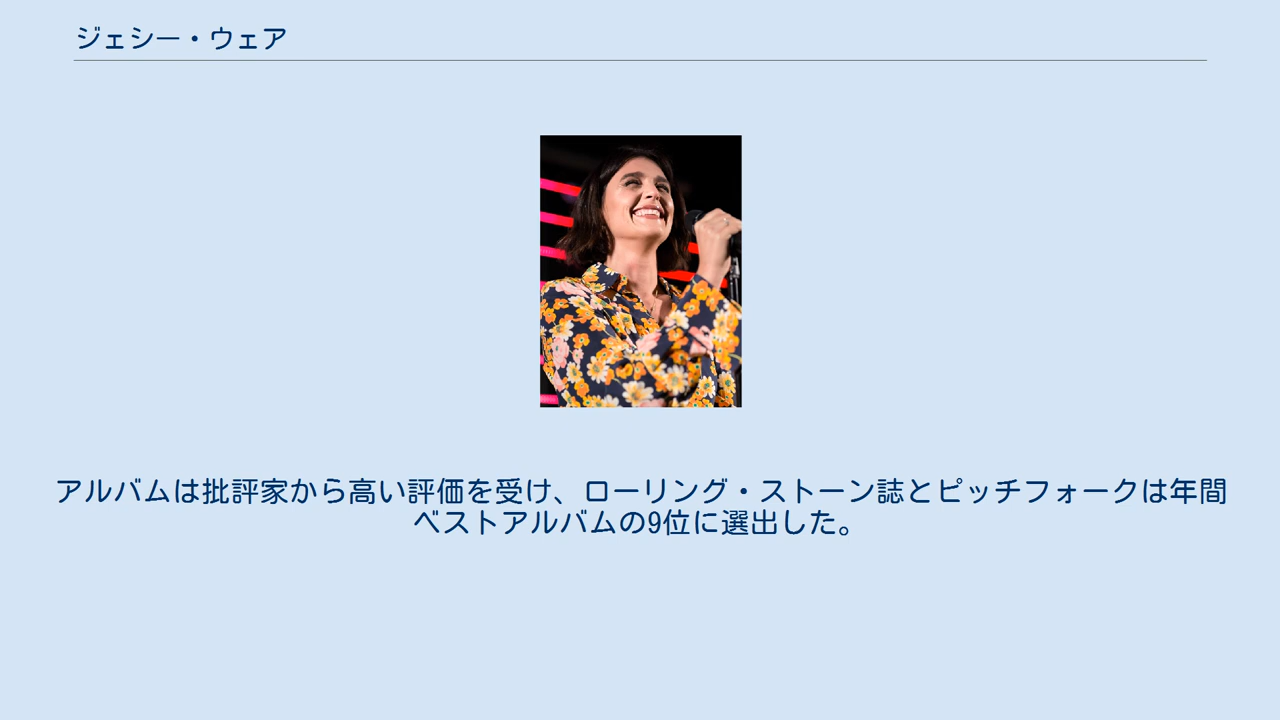 ジェシー・ウェア
アルバムは批評家から高い評価を受け、ローリング・ストーン誌とピッチフォークは年間
ベストアルバムの9位に選出した。